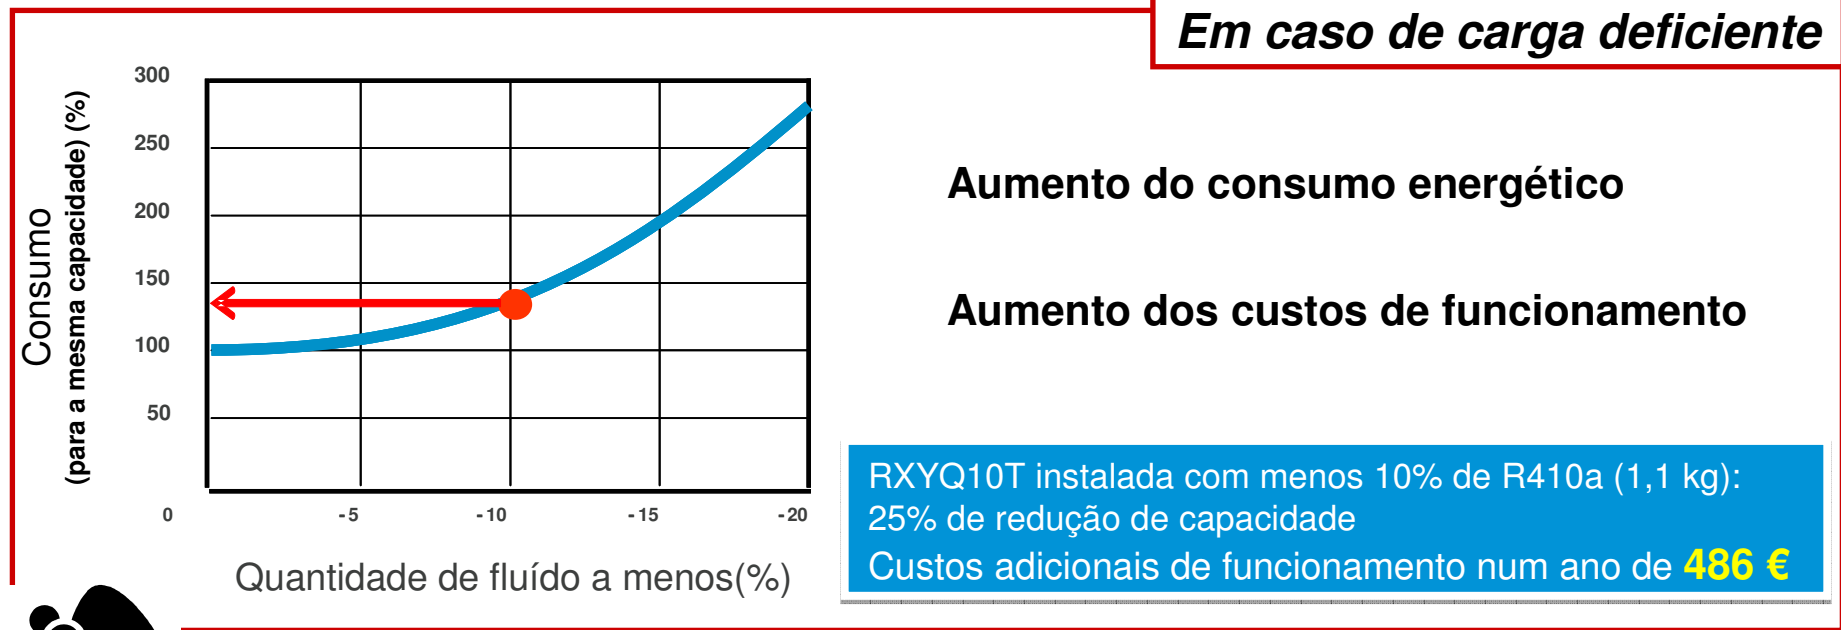 Em caso de carga deficiente
Consumo
(para a mesma capacidade) (%)
300
250
200
150
100
50
0
-5
-10
-15
-20
Quantidade de fluído a menos(%)
Aumento do consumo energético
Aumento dos custos de funcionamento
RXYQ10T instalada com menos 10% de R410a (1,1 kg):
25% de redução de capacidade
Custos adicionais de funcionamento num ano de 486 €